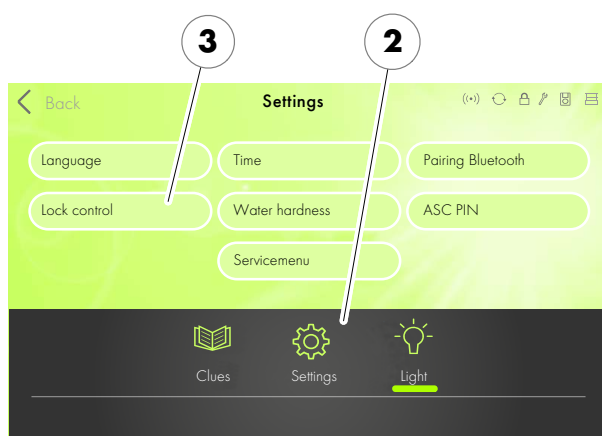 3 2
Back Settings
Language Time Pairing Bluetooth
Lock control Water hardness ASC PIN
Servicemenu
Clues Settings Light